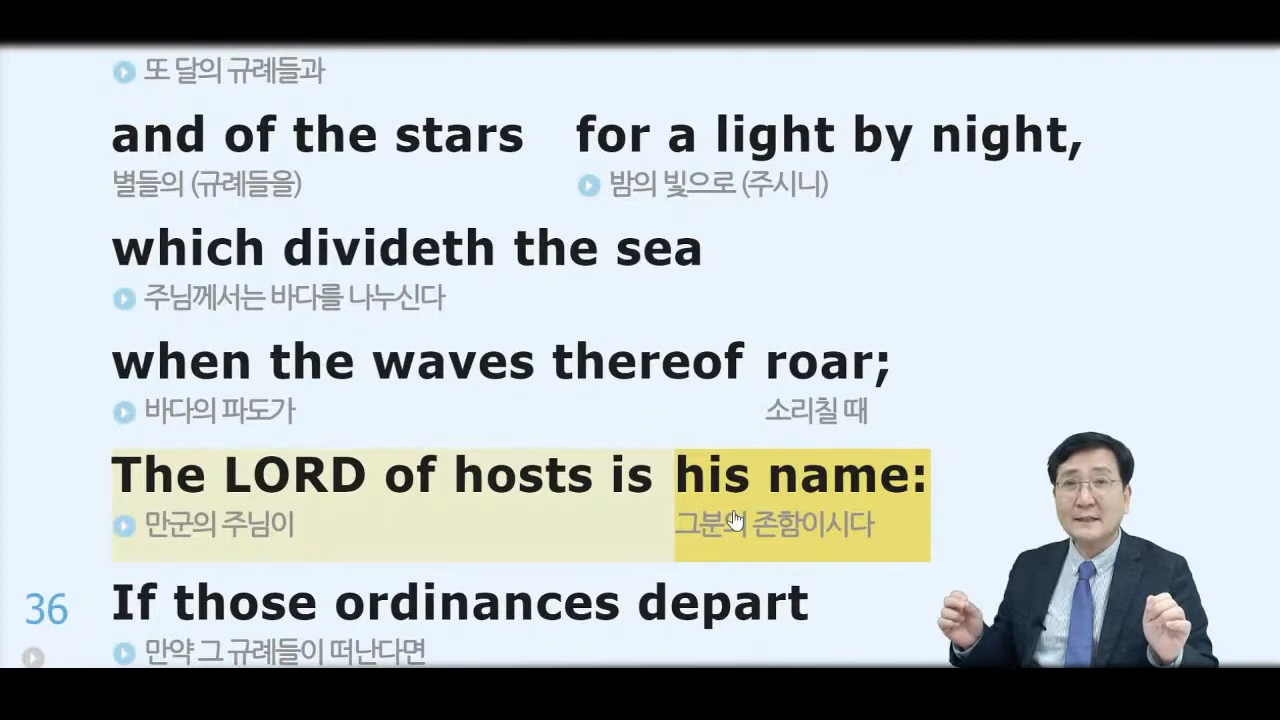 또 달의 규례들과
and of the stars for a light by night,
별들의 (규례들을) 밤의 빛으로 (주시니)
which divideth the sea
주님께서는 바다를 나누신다
when the waves thereof roar;
바다의 파도가 소리칠 때
The LORD of hosts is his name:
만군의 주님이 그분의 존함이시다
36 If those ordinances depart
만약 그 규례들이 떠난다면